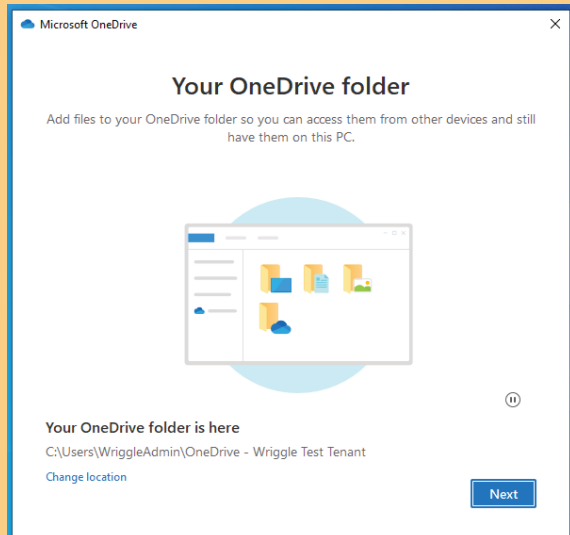 Microsoft OneDrive
Your OneDrive folder
Add files to your OneDrive folder so you can access them from other devices and still
have them on this PC.
Your OneDrive folder is here
C:\Users\WriggleAdmin\OneDrive - Wriggle Test Tenant
Change location
Next